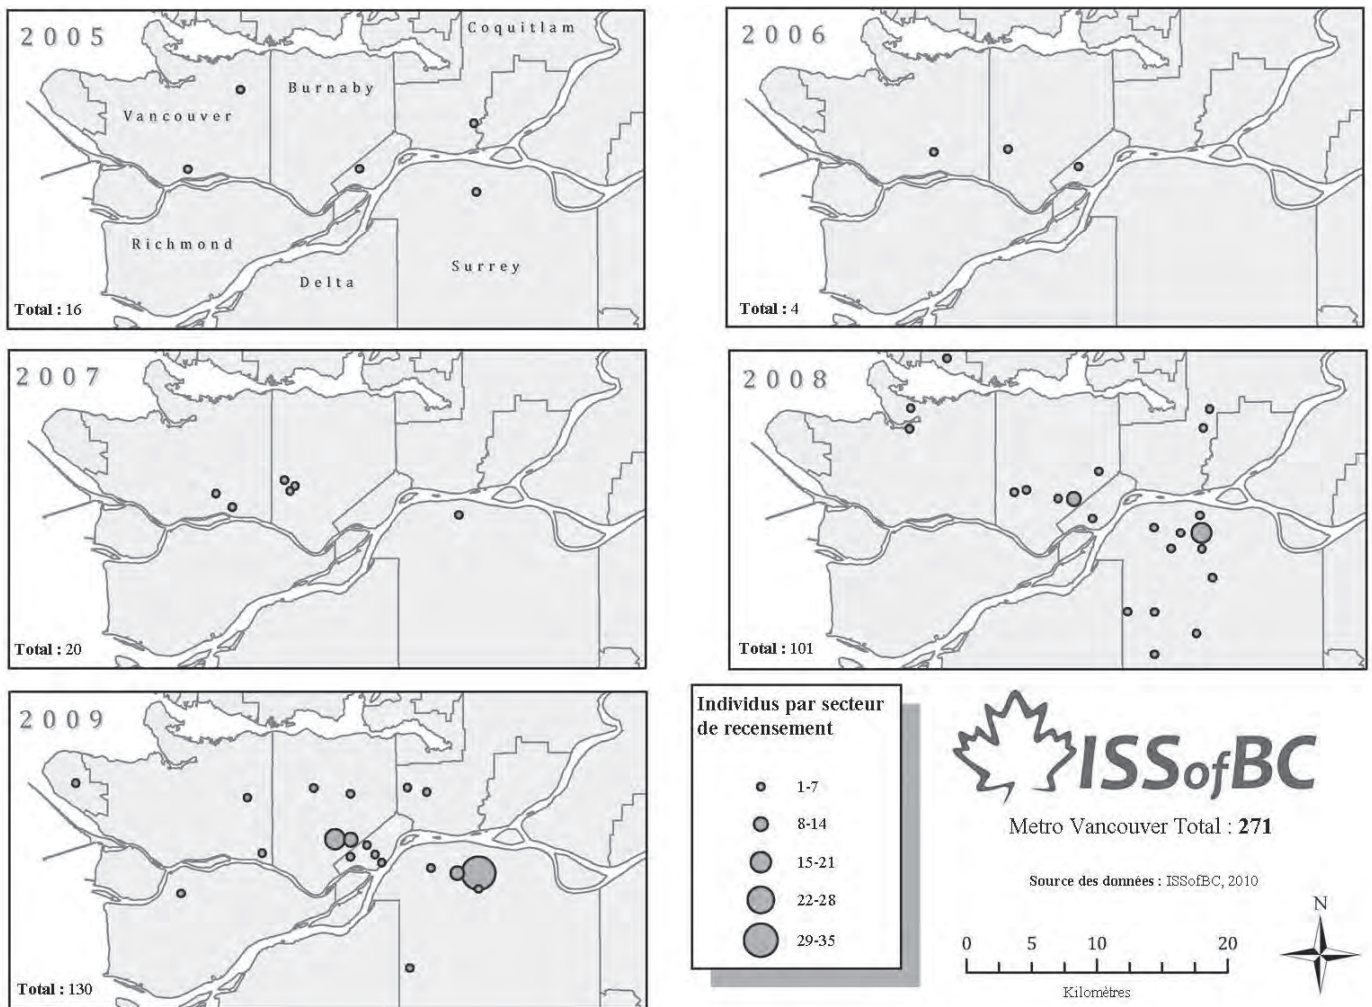 2005
Coquitlam
Burnaby
Vancouver
Richmond
Surrey
Delta
Total : 16
2006
Total : 4
2007
Total : 20
2008
Total : 101
2009
Total : 130
Individus par secteur
de recensement
1-7
8-14
15-21
22-28
29-35
ISSofBC
Metro Vancouver Total : 271
Source des données : ISSofBC, 2010
N
0 5 10 20
Kilomètres